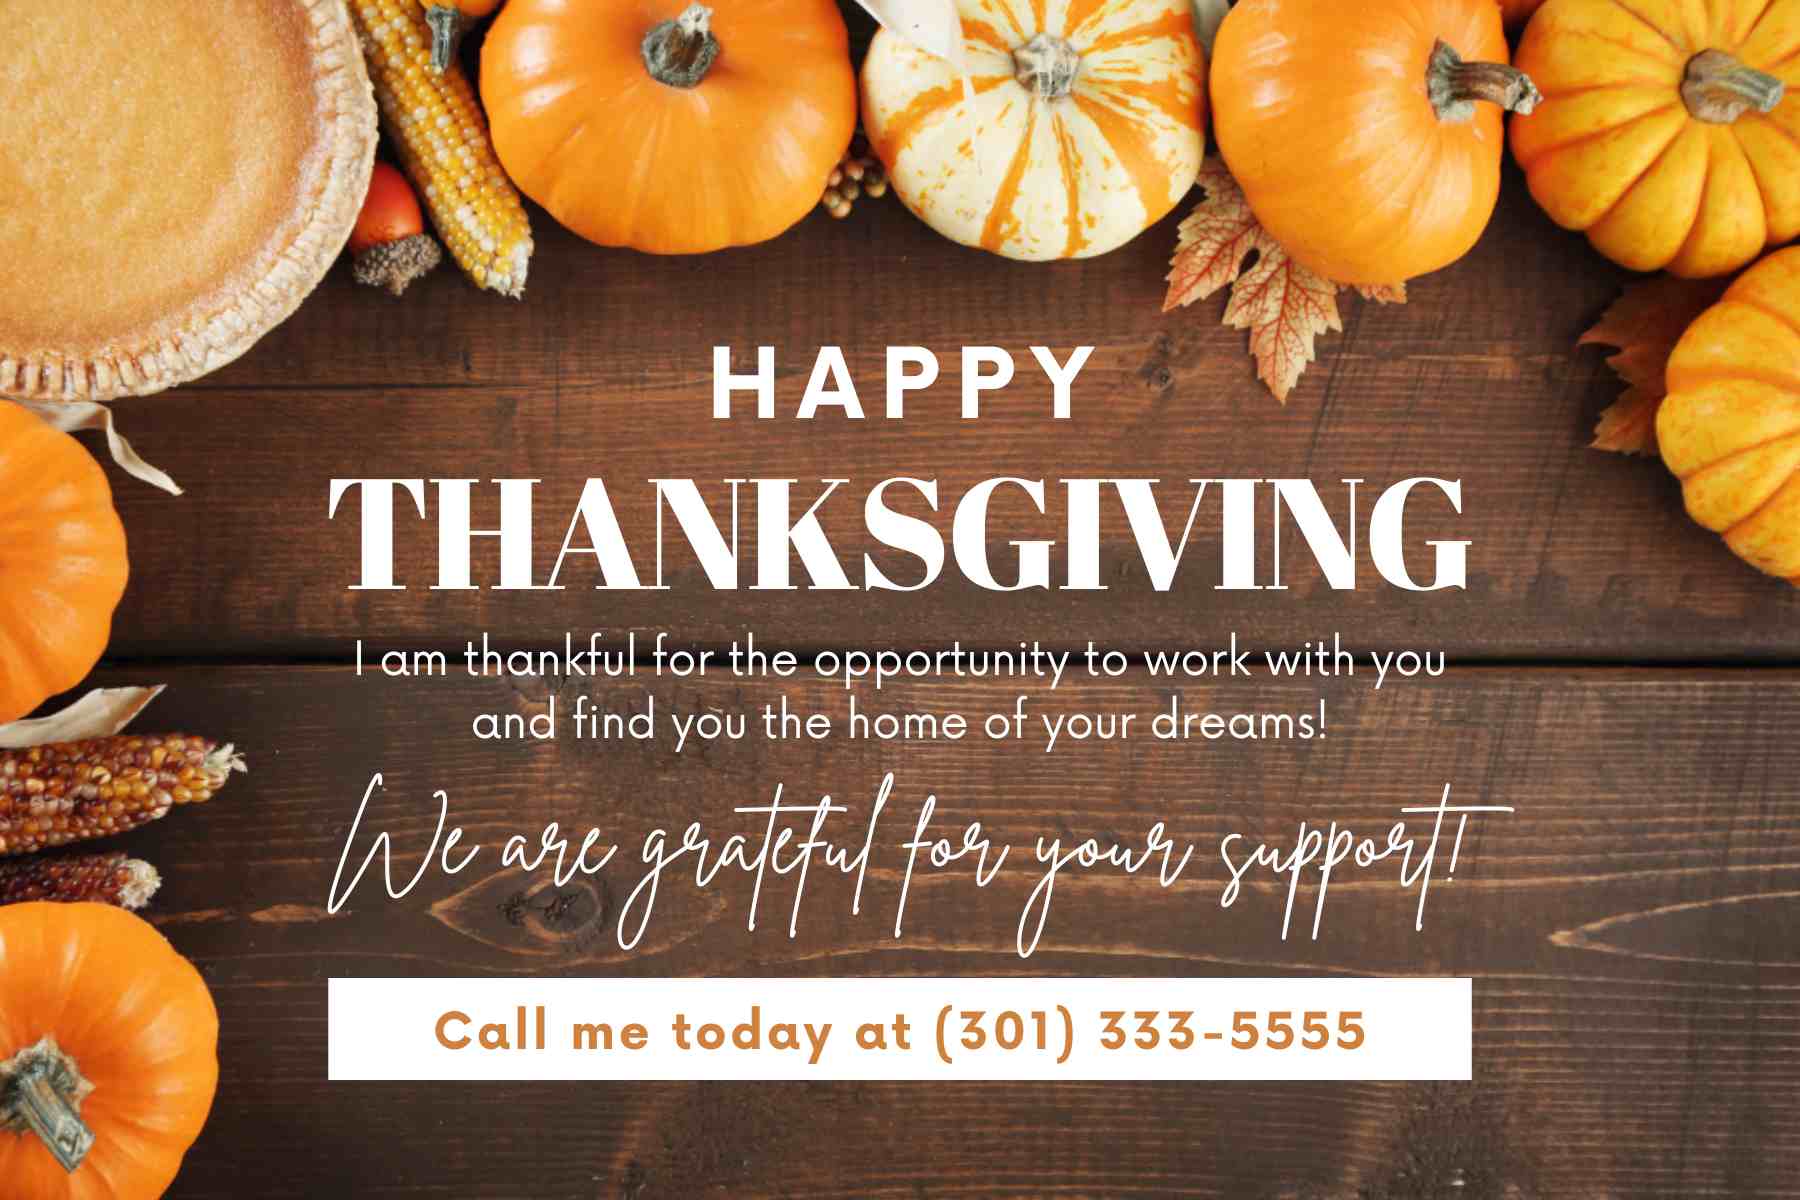 HAPPY
THANKSGIVING
I am thankful for the opportunity to work with you
and find you the home of your dreams!
We are grateful for your support!
Call me today at (301) 333-5555